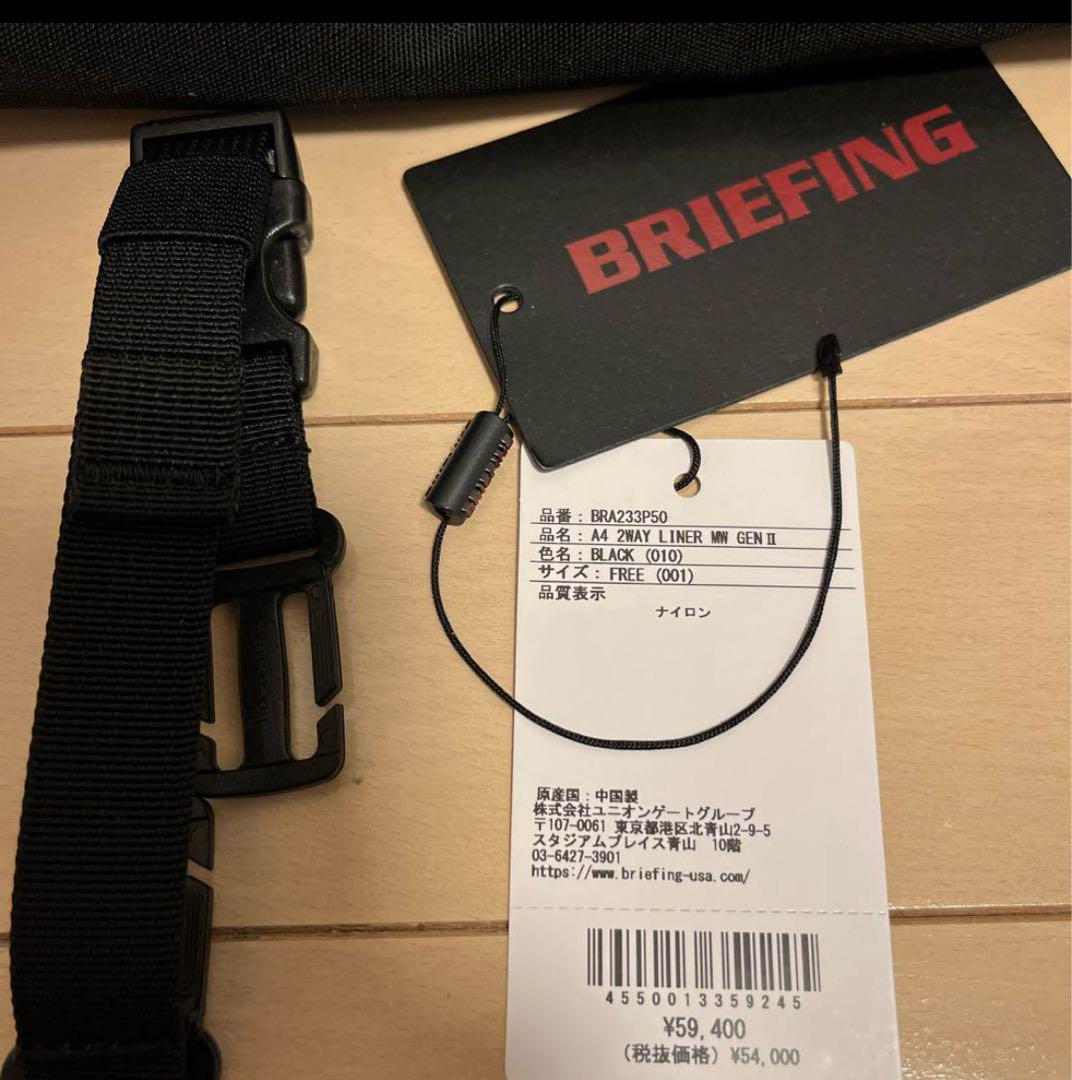 BRIEFING
品番：BRA233P50
品名：A4 2WAY LINER MW GENⅡ
色名：BLACK (010)
サイズ：FREE (001)
品質表示
ナイロン
原産国：中国製
株式会社ユニオンゲートグループ
〒107-0061 東京都港区北青山2-9-5
スタジアムプレイス青山 10階
03-6427-3901
https://www.briefing-usa.com/
4550013359245
¥59,400
(税抜価格) ¥54,000